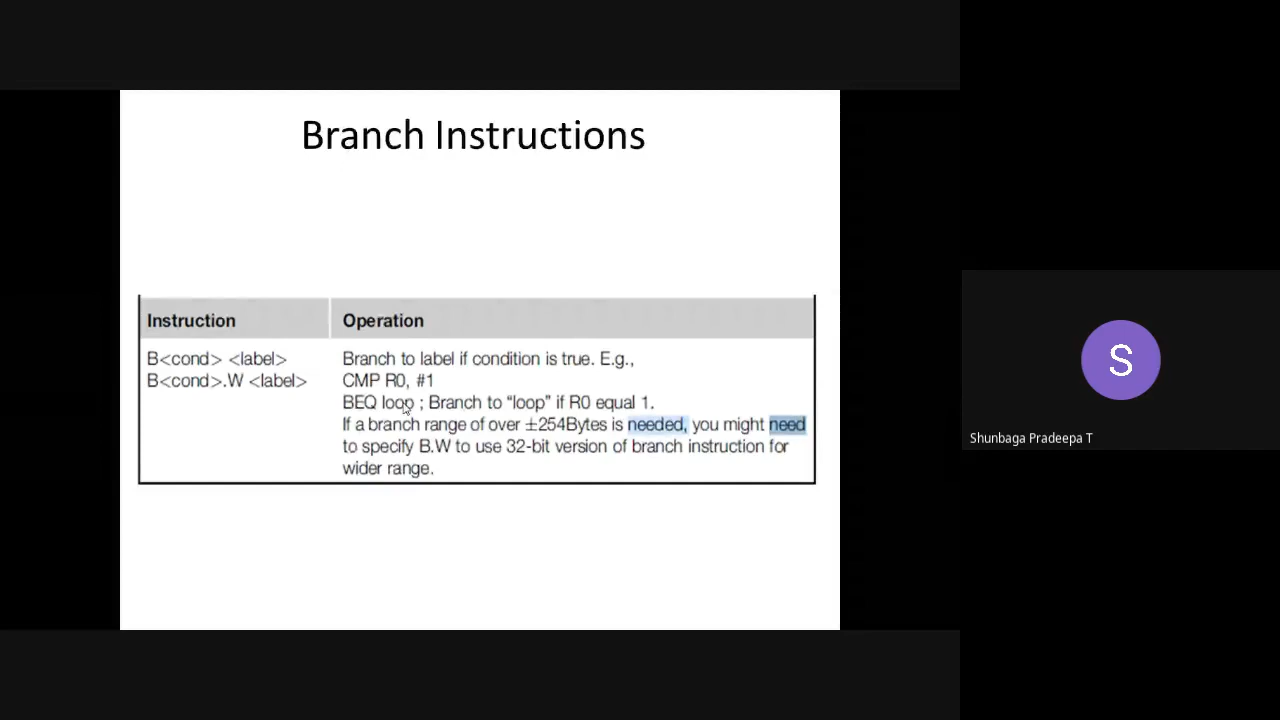 Branch Instructions
Instruction
Operation
B<cond> <label>
B<cond>.W <label>
Branch to label if condition is true. E.g.,
CMP R0, #1
BEQ loop ; Branch to “loop” if R0 equal 1.
If a branch range of over ±254Bytes is needed, you might need
to specify B.W to use 32-bit version of branch instruction for
wider range.
S
Shunbaga Pradeepa T